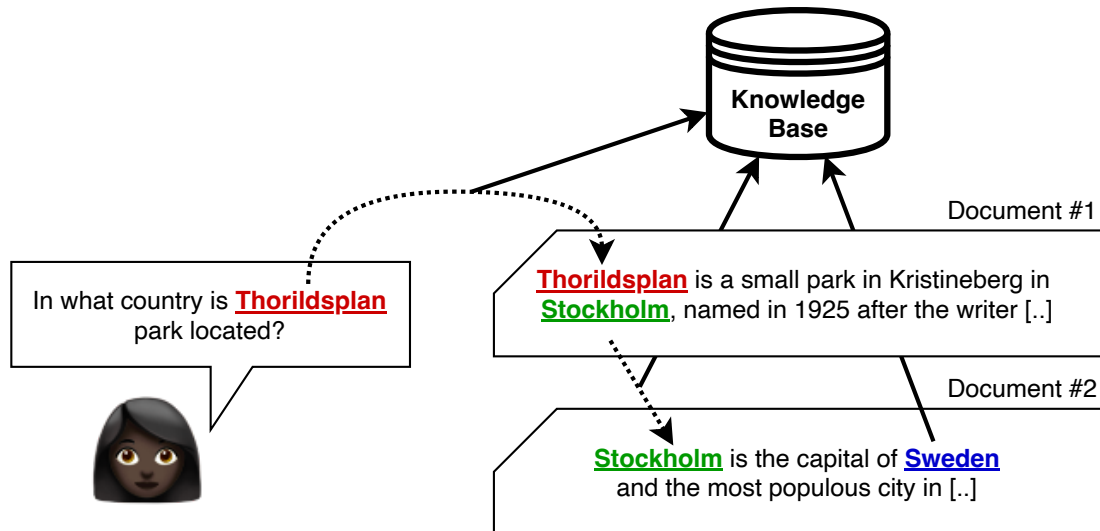 Knowledge
Base
Document #1
In what country is Thorildsplan
park located?
Thorildsplan is a small park in Kristineberg in
Stockholm, named in 1925 after the writer [..]
Document #2
Stockholm is the capital of Sweden
and the most populous city in [..]